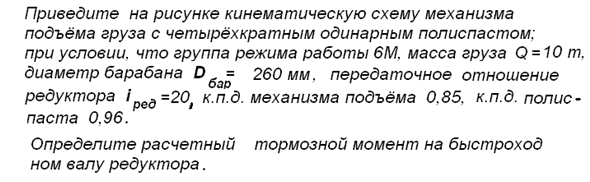 Приведите на рисунке кинематическую схему механизма
подъёма груза с четырёхкратным одинарным полиспастом;
при условии, что группа режима работы 6М, масса груза Q = 10 т,
диаметр барабана D бар = 260 мм, передаточное отношение
редуктора i ред =20, к.п.д. механизма подъёма 0,85, к.п.д. полис-
паста 0,96.
Определите расчетный тормозной момент на быстроход
ном валу редуктора.